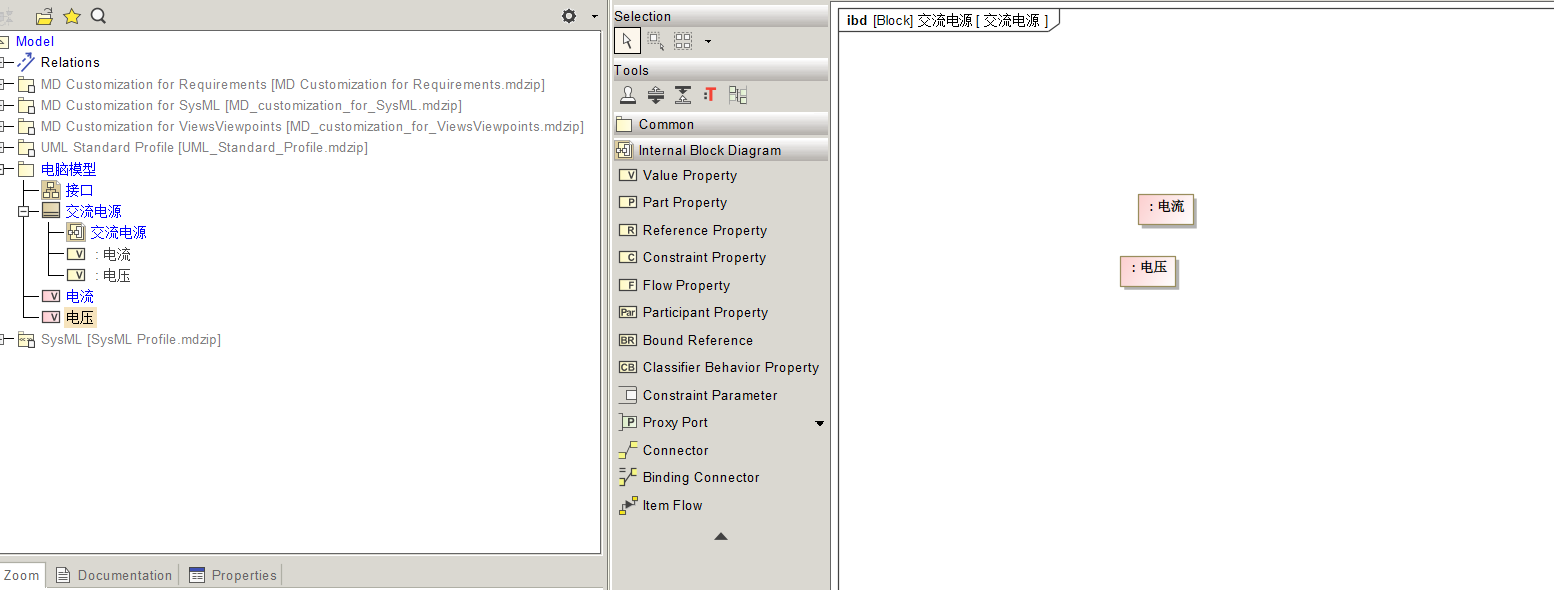 Model
Relations
MD Customization for Requirements [MD Customization for Requirements.mdzip]
MD Customization for SysML [MD_customization_for_SysML.mdzip]
MD Customization for ViewsViewpoints [MD_customization_for_ViewsViewpoints.mdzip]
UML Standard Profile [UML_Standard_Profile.mdzip]
电脑模型
接口
交流电源
交流电源
V : 电流
V : 电压
V 电流
V 电压
SysML [SysML Profile.mdzip]
Zoom
Documentation
Properties
Selection
Tools
:T
Common
Internal Block Diagram
V Value Property
P Part Property
R Reference Property
C Constraint Property
F Flow Property
Par Participant Property
BR Bound Reference
CB Classifier Behavior Property
Constraint Parameter
P Proxy Port
Connector
Binding Connector
Item Flow
ibd [Block] 交流电源 [ 交流电源 ]
: 电流
: 电压